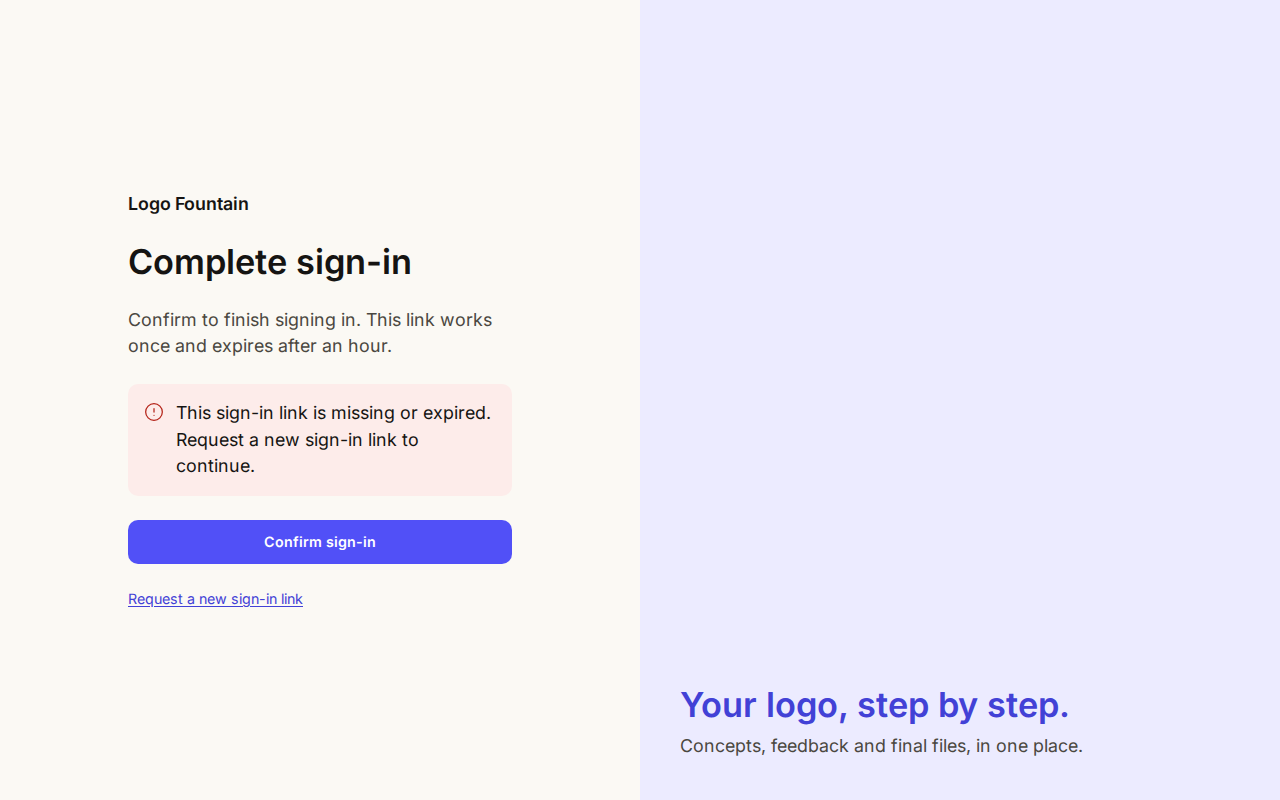 Logo Fountain
Complete sign-in
Confirm to finish signing in. This link works
once and expires after an hour.
This sign-in link is missing or expired.
Request a new sign-in link to
continue.
Confirm sign-in
Request a new sign-in link
Your logo, step by step.
Concepts, feedback and final files, in one place.